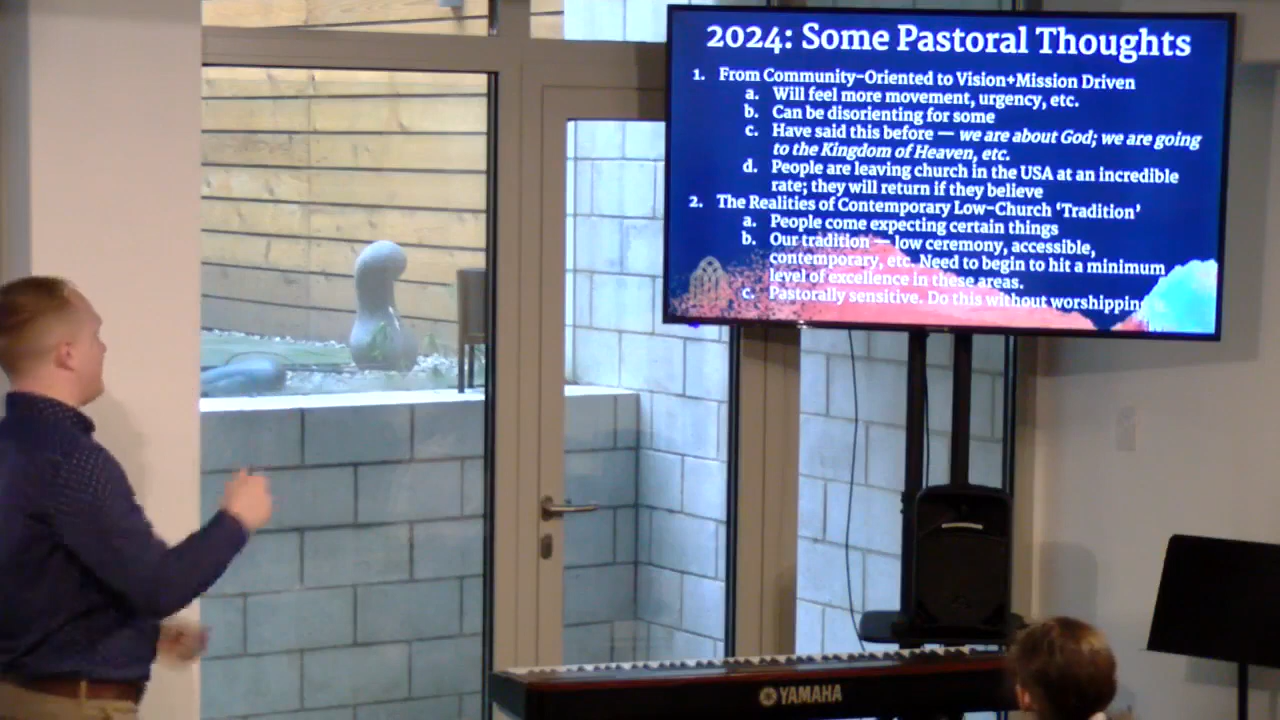 2024: Some Pastoral Thoughts
1. From Community-Oriented to Vision+Mission Driven
a. Will feel more movement, urgency, etc.
b. Can be disorienting for some
c. Have said this before — we are about God; we are going
to the Kingdom of Heaven, etc.
d. People are leaving church in the USA at an incredible
rate; they will return if they believe
2. The Realities of Contemporary Low-Church ‘Tradition’
a. People come expecting certain things
b. Our tradition — low ceremony, accessible,
contemporary, etc. Need to begin to hit a minimum
level of excellence in these areas.
c. Pastorally sensitive. Do this without worshipping
YAMAHA